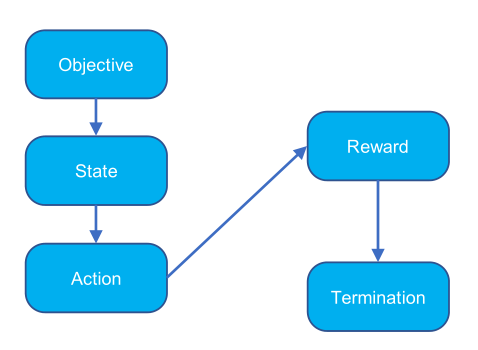 Objective
State
Action
Reward
Termination